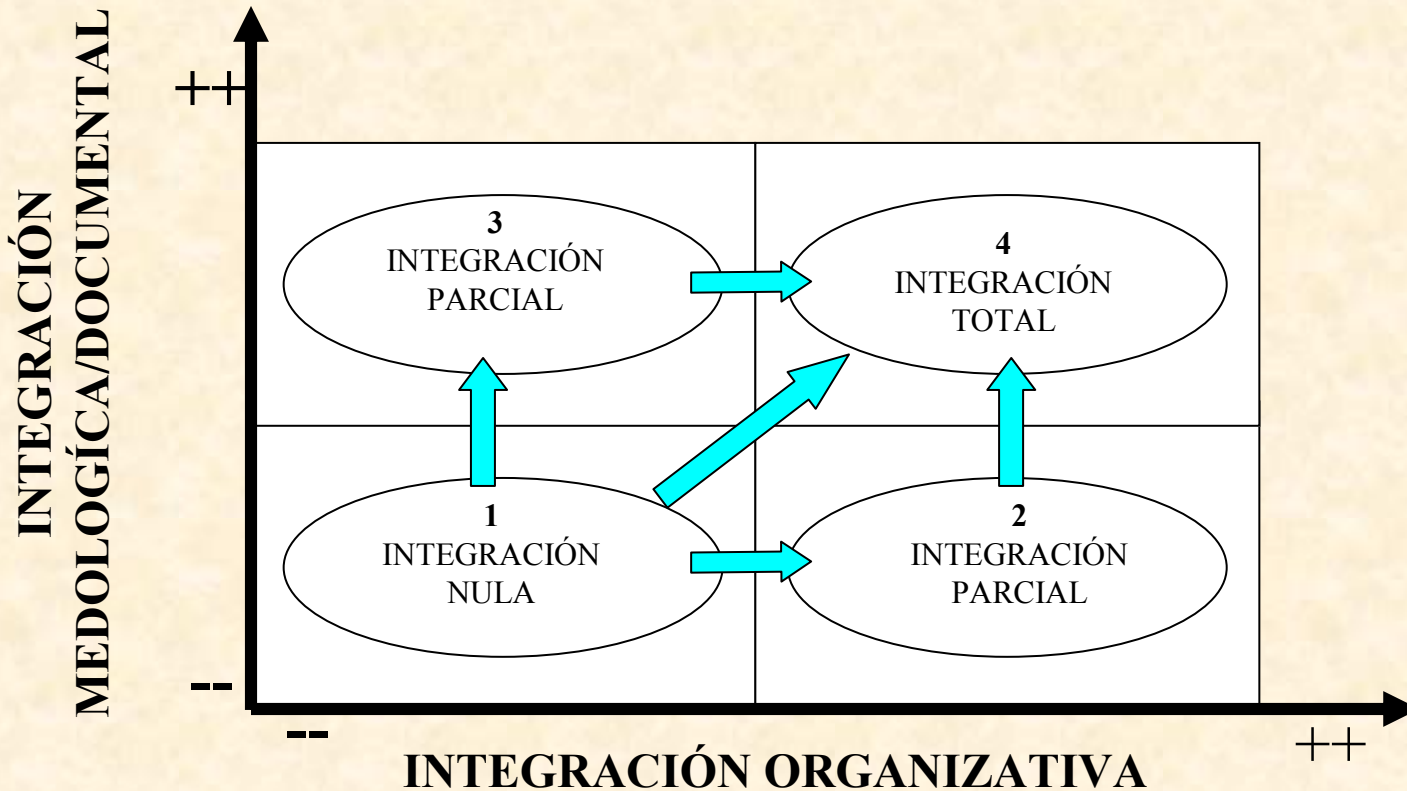 INTEGRACIÓN
MEDOLOGÍCA/DOCUMENTAL
++
3
INTEGRACIÓN
PARCIAL
4
INTEGRACIÓN
TOTAL
1
INTEGRACIÓN
NULA
2
INTEGRACIÓN
PARCIAL
--
--
++
INTEGRACIÓN ORGANIZATIVA